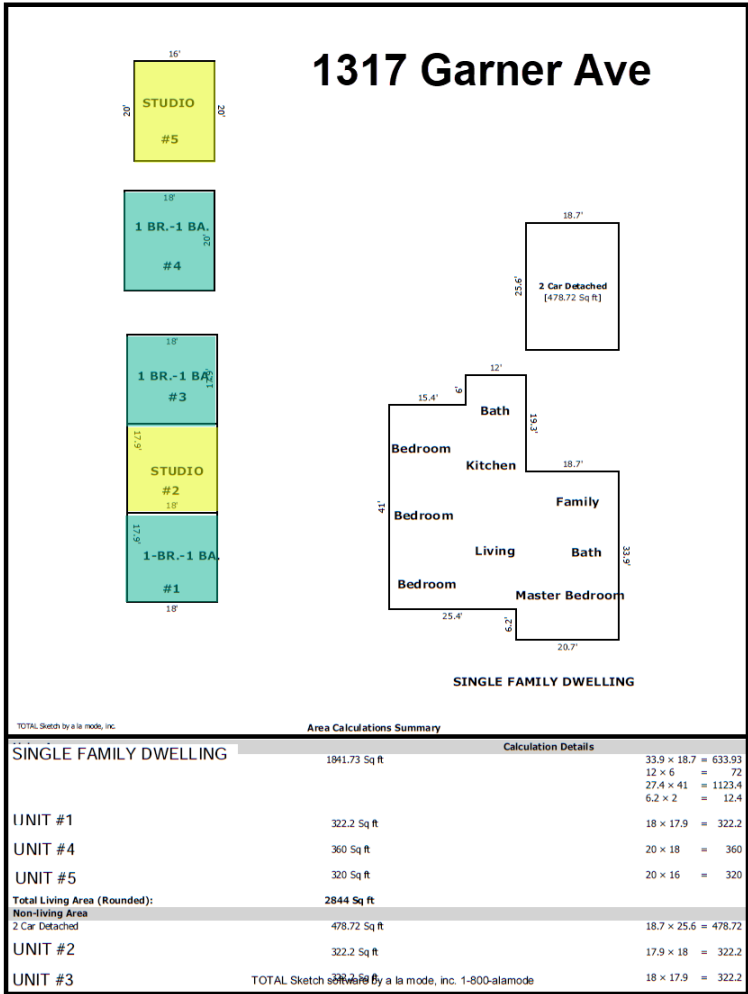 1317 Garner Ave
16'
20'
20'
STUDIO
#5
18'
1 BR.-1 BA.
20'
#4
18.7'
25.6'
2 Car Detached
[478.72 Sq ft]
18'
1 BR.-1 BA.
17.9'
#3
17.9'
STUDIO
#2
18'
17.9'
1-BR.-1 BA.
#1
18'
12'
6'
15.4'
Bath
19.3'
Bedroom
Kitchen
18.7'
Family
41'
Bedroom
Living
Bath
33.9'
Bedroom
Master Bedroom
25.4'
6.2'
20.7'
SINGLE FAMILY DWELLING
TOTAL Sketch by a la mode, inc.
Area Calculations Summary
Calculation Details
SINGLE FAMILY DWELLING 1841.73 Sq ft 33.9 × 18.7 = 633.93
12 × 6 = 72
27.4 × 41 = 1123.4
6.2 × 2 = 12.4
UNIT #1 322.2 Sq ft 18 × 17.9 = 322.2
UNIT #4 360 Sq ft 20 × 18 = 360
UNIT #5 320 Sq ft 20 × 16 = 320
Total Living Area (Rounded): 2844 Sq ft
Non-living Area
2 Car Detached 478.72 Sq ft 18.7 × 25.6 = 478.72
UNIT #2 322.2 Sq ft 17.9 × 18 = 322.2
UNIT #3 322.2 Sq ft 18 × 17.9 = 322.2
TOTAL Sketch software by a la mode, inc. 1-800-alamode